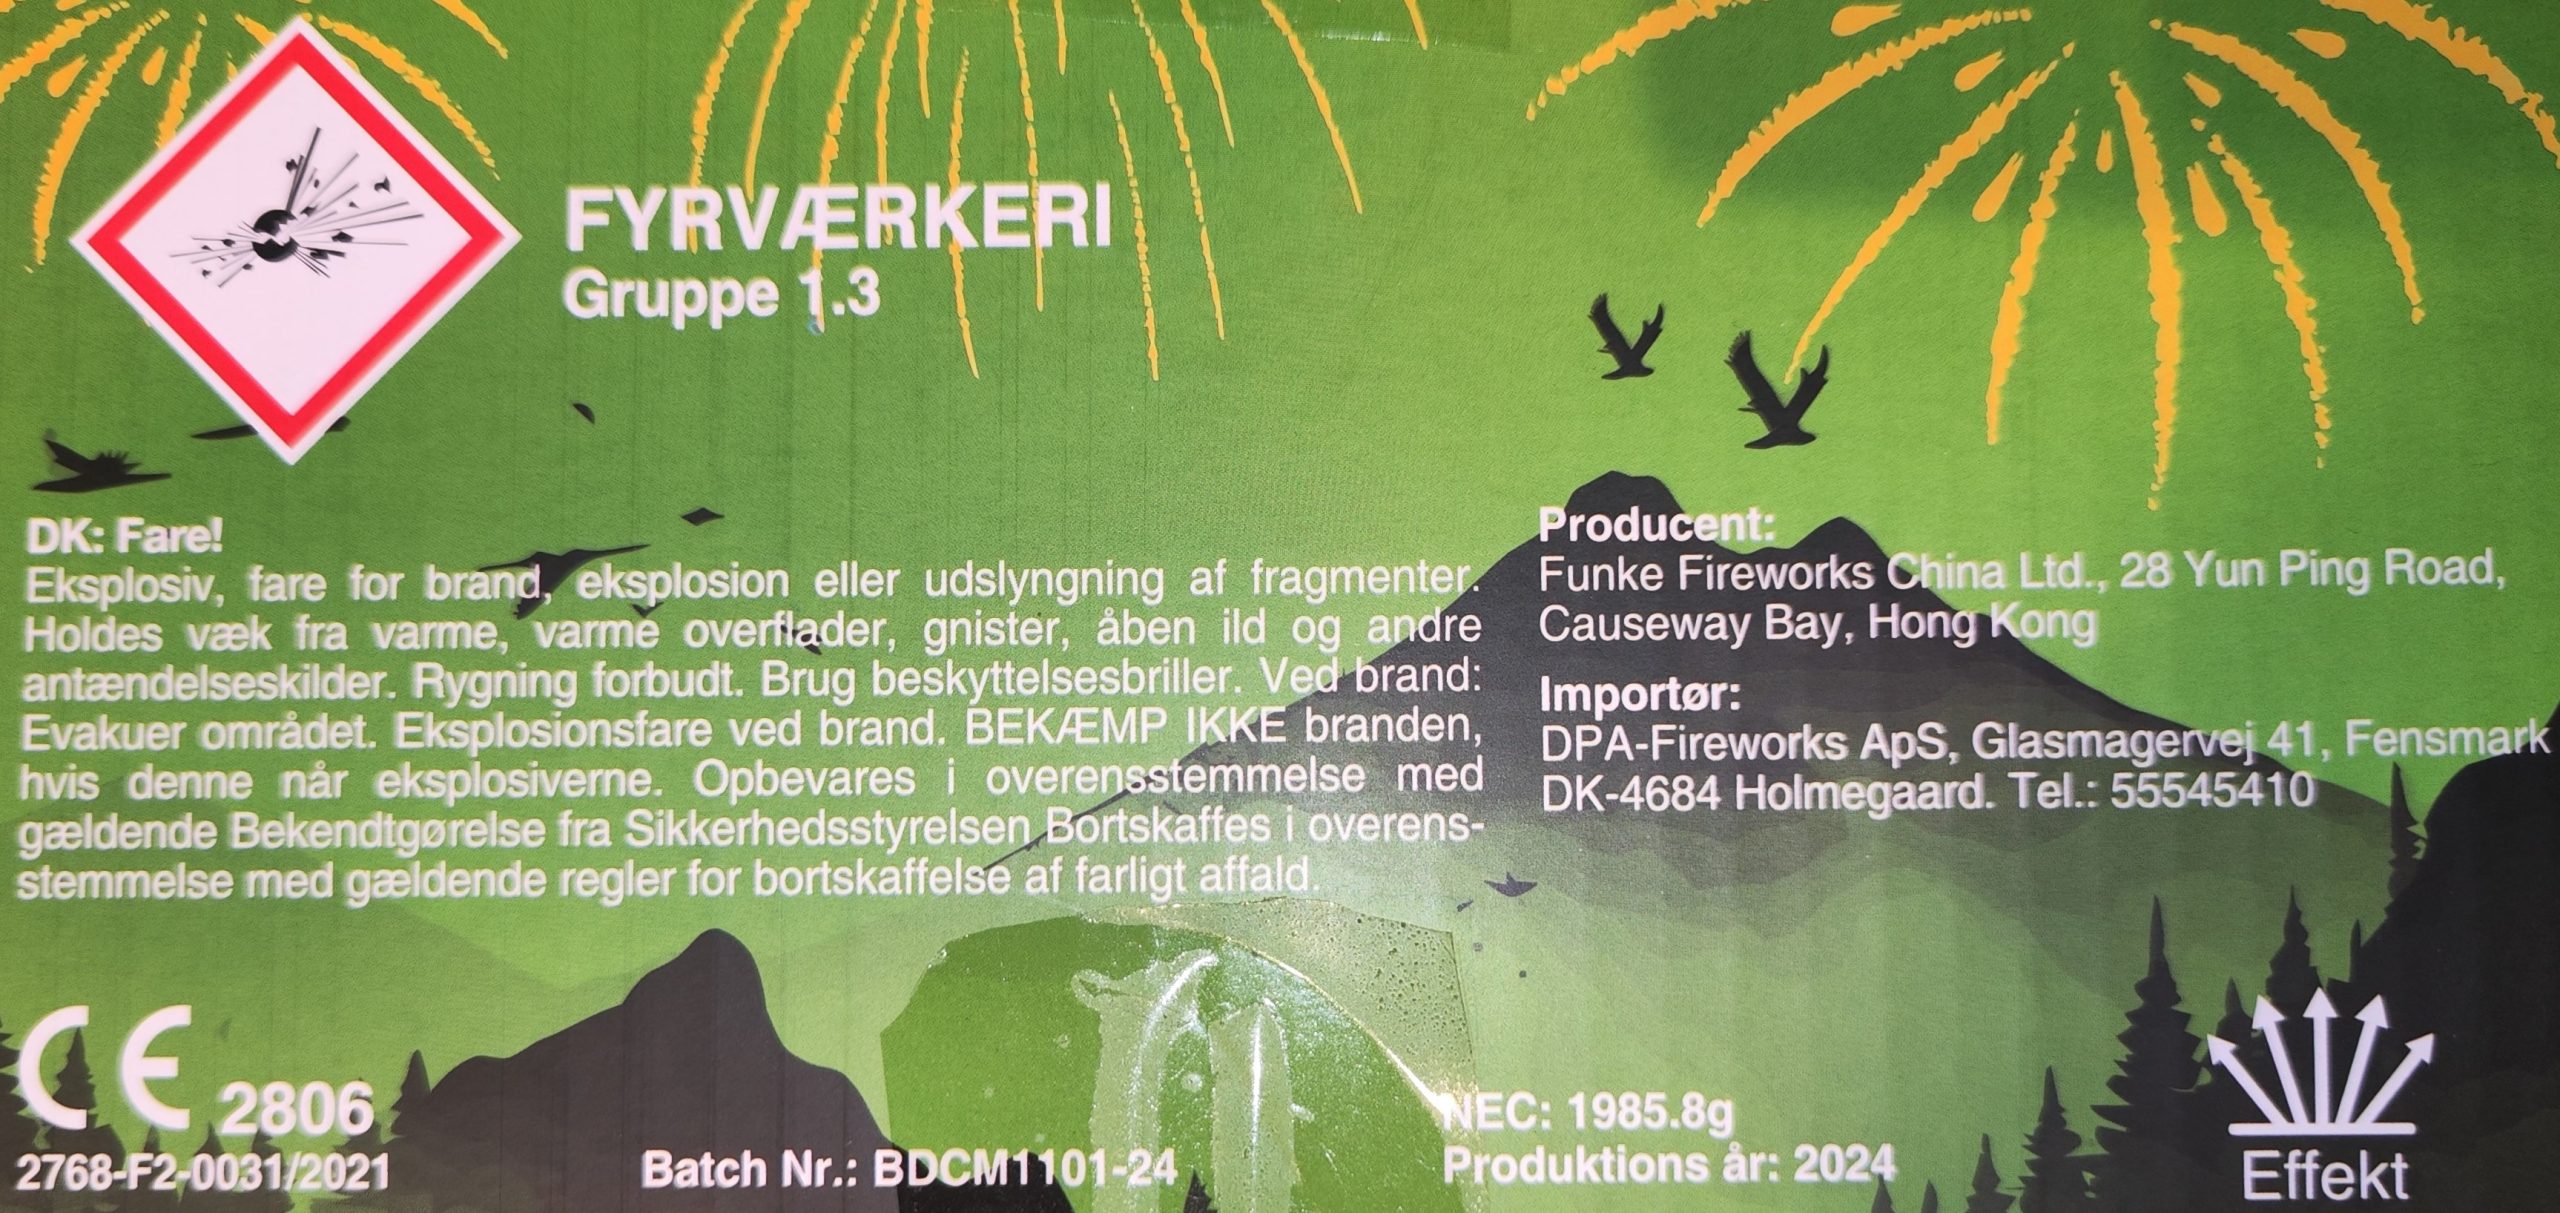 FYRVÆRKERI
Gruppe 1.3
DK: Fare!
Eksplosiv, fare for brand, eksplosion eller udslyngning af fragmenter.
Holdes væk fra varme, varme overflader, gnister, åben ild og andre
antændelseskilder. Rygning forbudt. Brug beskyttelsesbriller. Ved brand:
Evakuer området. Eksplosionsfare ved brand. BEKÆMP IKKE branden,
hvis denne når eksplosiverne. Opbevares i overensstemmelse med
gældende Bekendtgørelse fra Sikkerhedsstyrelsen Bortskaffes i overens-
stemmelse med gældende regler for bortskaffelse af farligt affald.
Producent:
Funke Fireworks China Ltd., 28 Yun Ping Road,
Causeway Bay, Hong Kong
Importør:
DPA-Fireworks ApS, Glasmagervej 41, Fensmark
DK-4684 Holmegaard. Tel.: 55545410
CE 2806
2768-F2-0031/2021
Batch Nr.: BDCM1101-24
NEC: 1985.8g
Produktions år: 2024
Effekt